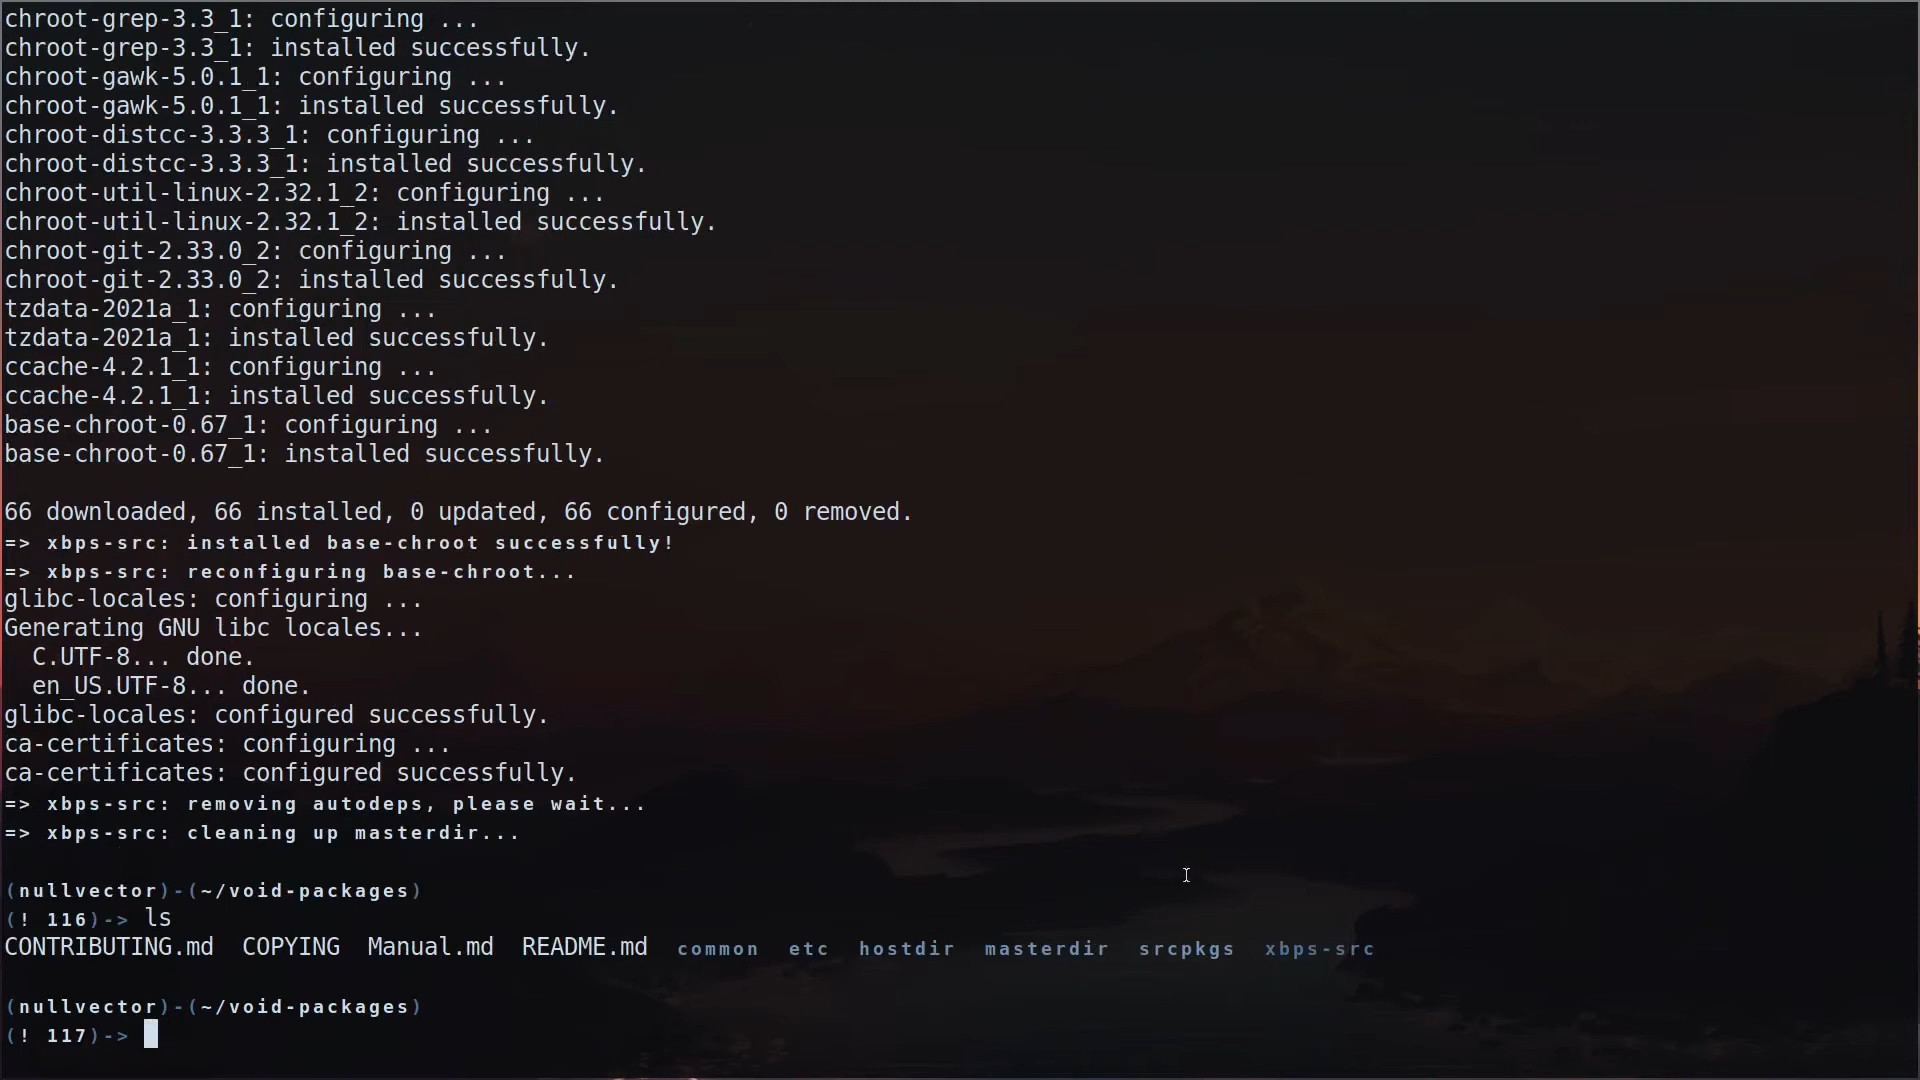 chroot-grep-3.3_1: configuring ...
chroot-grep-3.3_1: installed successfully.
chroot-gawk-5.0.1_1: configuring ...
chroot-gawk-5.0.1_1: installed successfully.
chroot-distcc-3.3.3_1: configuring ...
chroot-distcc-3.3.3_1: installed successfully.
chroot-util-linux-2.32.1_2: configuring ...
chroot-util-linux-2.32.1_2: installed successfully.
chroot-git-2.33.0_2: configuring ...
chroot-git-2.33.0_2: installed successfully.
tzdata-2021a_1: configuring ...
tzdata-2021a_1: installed successfully.
ccache-4.2.1_1: configuring ...
ccache-4.2.1_1: installed successfully.
base-chroot-0.67_1: configuring ...
base-chroot-0.67_1: installed successfully.

66 downloaded, 66 installed, 0 updated, 66 configured, 0 removed.
=> xbps-src: installed base-chroot successfully!
=> xbps-src: reconfiguring base-chroot...
glibc-locales: configuring ...
Generating GNU libc locales...
  C.UTF-8... done.
  en_US.UTF-8... done.
glibc-locales: configured successfully.
ca-certificates: configuring ...
ca-certificates: configured successfully.
=> xbps-src: removing autodeps, please wait...
=> xbps-src: cleaning up masterdir...

(nullvector)-(~/void-packages)
(! 116)-> ls
CONTRIBUTING.md  COPYING  Manual.md  README.md  common  etc  hostdir  masterdir  srcpkgs  xbps-src

(nullvector)-(~/void-packages)
(! 117)->